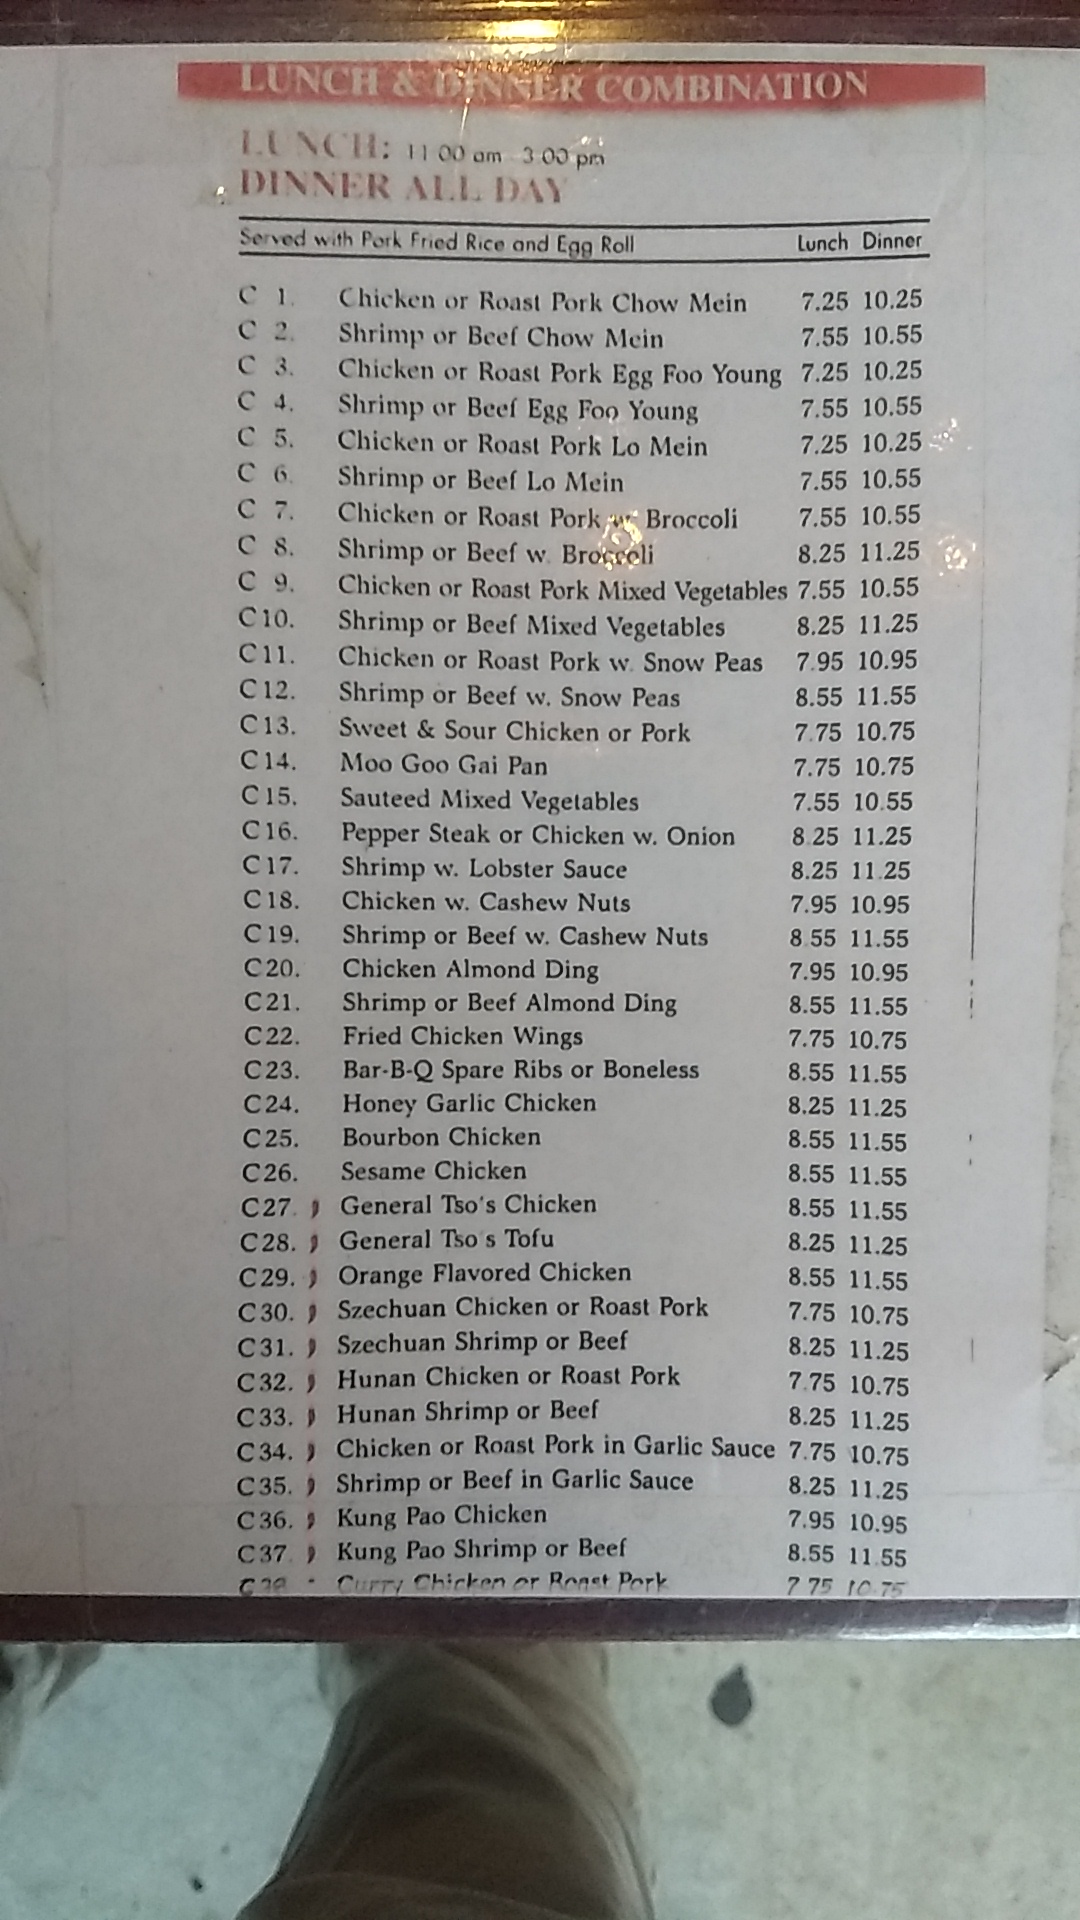 LUNCH & DINNER COMBINATION
LUNCH: 11:00 am - 3:00 pm
DINNER ALL DAY
Served with Pork Fried Rice and Egg Roll Lunch Dinner
C 1. Chicken or Roast Pork Chow Mein 7.25 10.25
C 2. Shrimp or Beef Chow Mein 7.55 10.55
C 3. Chicken or Roast Pork Egg Foo Young 7.25 10.25
C 4. Shrimp or Beef Egg Foo Young 7.55 10.55
C 5. Chicken or Roast Pork Lo Mein 7.25 10.25
C 6. Shrimp or Beef Lo Mein 7.55 10.55
C 7. Chicken or Roast Pork w. Broccoli 7.55 10.55
C 8. Shrimp or Beef w. Broccoli 8.25 11.25
C 9. Chicken or Roast Pork Mixed Vegetables 7.55 10.55
C10. Shrimp or Beef Mixed Vegetables 8.25 11.25
C11. Chicken or Roast Pork w. Snow Peas 7.95 10.95
C12. Shrimp or Beef w. Snow Peas 8.55 11.55
C13. Sweet & Sour Chicken or Pork 7.75 10.75
C14. Moo Goo Gai Pan 7.75 10.75
C15. Sauteed Mixed Vegetables 7.55 10.55
C16. Pepper Steak or Chicken w. Onion 8.25 11.25
C17. Shrimp w. Lobster Sauce 8.25 11.25
C18. Chicken w. Cashew Nuts 7.95 10.95
C19. Shrimp or Beef w. Cashew Nuts 8.55 11.55
C20. Chicken Almond Ding 7.95 10.95
C21. Shrimp or Beef Almond Ding 8.55 11.55
C22. Fried Chicken Wings 7.75 10.75
C23. Bar-B-Q Spare Ribs or Boneless 8.55 11.55
C24. Honey Garlic Chicken 8.25 11.25
C25. Bourbon Chicken 8.55 11.55
C26. Sesame Chicken 8.55 11.55
C27. General Tso's Chicken 8.55 11.55
C28. General Tso's Tofu 8.25 11.25
C29. Orange Flavored Chicken 8.55 11.55
C30. Szechuan Chicken or Roast Pork 7.75 10.75
C31. Szechuan Shrimp or Beef 8.25 11.25
C32. Hunan Chicken or Roast Pork 7.75 10.75
C33. Hunan Shrimp or Beef 8.25 11.25
C34. Chicken or Roast Pork in Garlic Sauce 7.75 10.75
C35. Shrimp or Beef in Garlic Sauce 8.25 11.25
C36. Kung Pao Chicken 7.95 10.95
C37. Kung Pao Shrimp or Beef 8.55 11.55
C38. Curry Chicken or Roast Pork 7.75 10.75